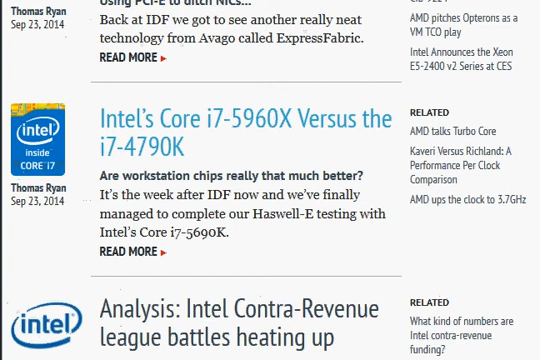 Using PCI-E to ditch NICs...
Thomas Ryan
Sep 23, 2014
Back at IDF we got to see another really neat
technology from Avago called ExpressFabric.
READ MORE ▸
AMD pitches Opterons as a
VM TCO play
Intel Announces the Xeon
E5-2400 v2 Series at CES
intel
inside
CORE i7
Thomas Ryan
Sep 23, 2014
Intel's Core i7-5960X Versus the
i7-4790K
Are workstation chips really that much better?
It's the week after IDF now and we've finally
managed to complete our Haswell-E testing with
Intel's Core i7-5690K.
READ MORE ▸
RELATED
AMD talks Turbo Core
Kaveri Versus Richland: A
Performance Per Clock
Comparison
AMD ups the clock to 3.7GHz
intel
Analysis: Intel Contra-Revenue
league battles heating up
RELATED
What kind of numbers are
Intel contra-revenue
funding?